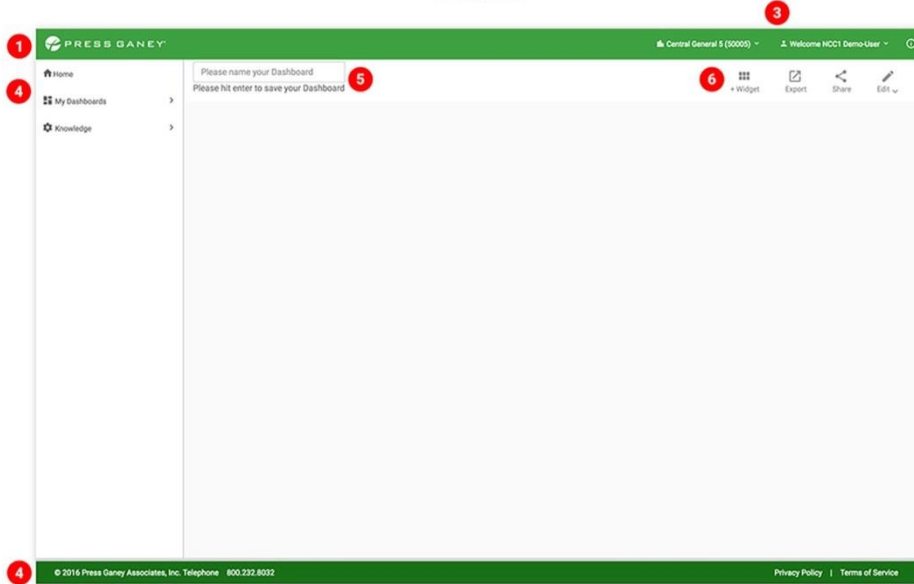 3
1
PRESS GANEY
Central General 5 (50005)
Welcome NCC1 Demo-User
Home
4
My Dashboards
Knowledge
Please name your Dashboard
5
Please hit enter to save your Dashboard
6
+ Widget
Export
Share
Edit
4
© 2016 Press Ganey Associates, Inc. Telephone 800.232.8032
Privacy Policy | Terms of Service